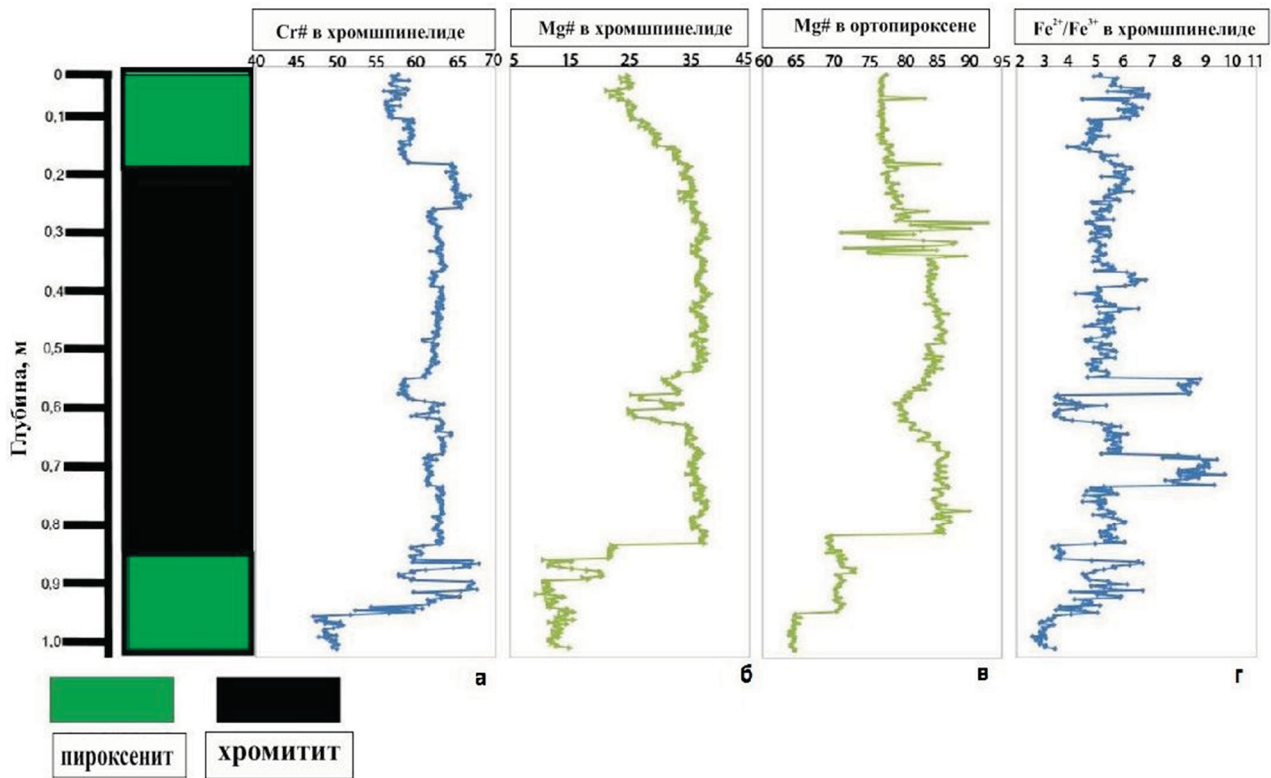 Cr# в хромшпинелиде
Mg# в хромшпинелиде
Mg# в ортопироксене
Fe²⁺/Fe³⁺ в хромшпинелиде
40 45 50 55 60 65 70
5 15 25 35 45
60 65 70 75 80 85 90 95
2 3 4 5 6 7 8 9 10 11
Глубина, м
0
0,1
0,2
0,3
0,4
0,5
0,6
0,7
0,8
0,9
1,0
а
б
в
г
пироксенит
хромитит